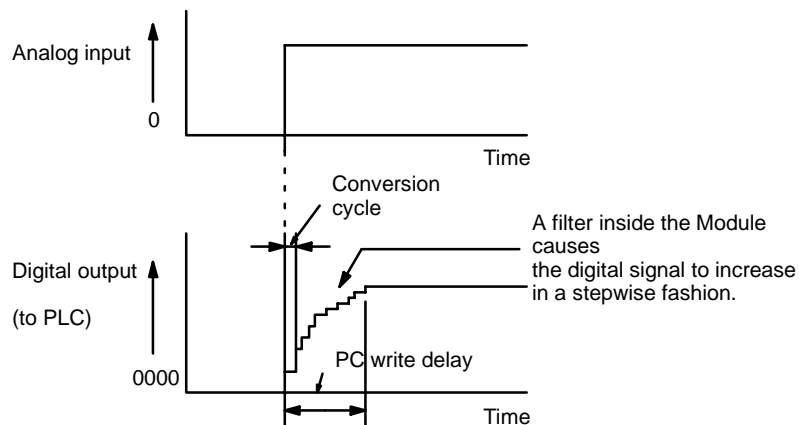 Analog input
0
Time
Conversion
cycle
A filter inside the Module
causes
the digital signal to increase
in a stepwise fashion.
Digital output
(to PLC)
PC write delay
0000
Time